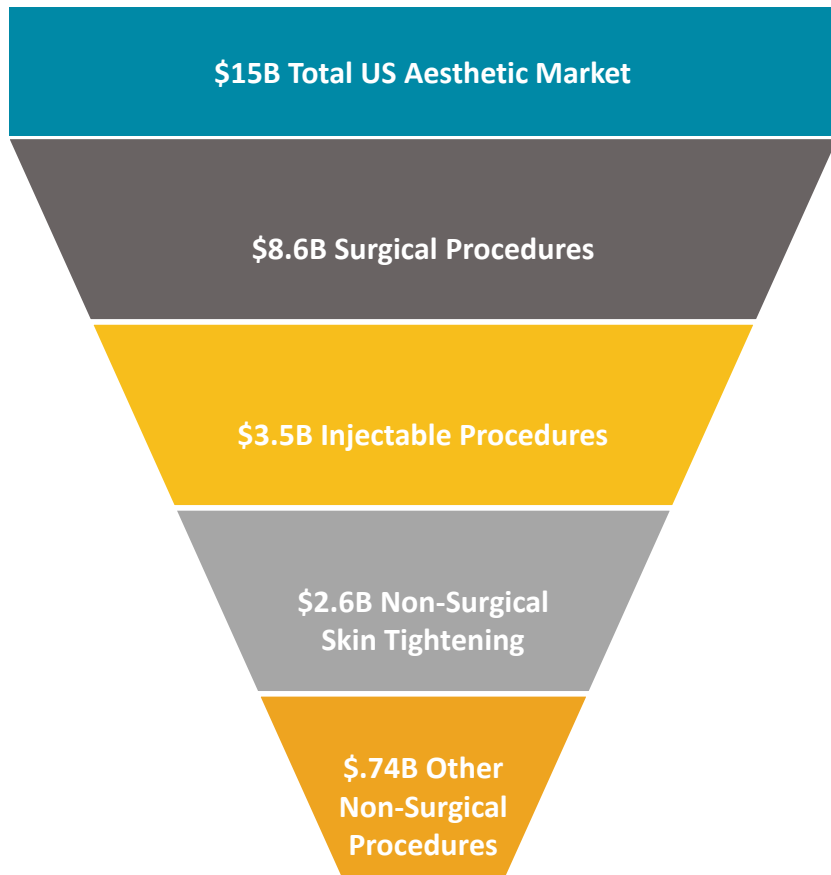 $15B Total US Aesthetic Market
$8.6B Surgical Procedures
$3.5B Injectable Procedures
$2.6B Non-Surgical
Skin Tightening
$.74B Other
Non-Surgical
Procedures